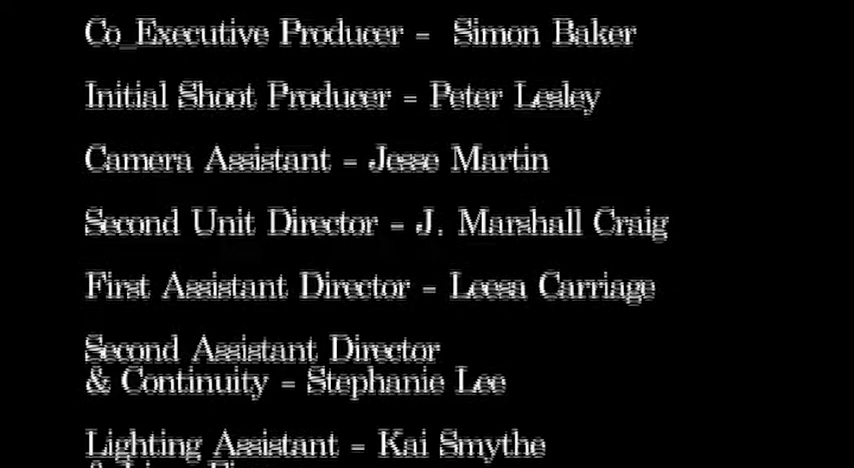 Co_Executive Producer - Simon Baker
Initial Shoot Producer - Peter Lesley
Camera Assistant - Jesse Martin
Second Unit Director - J. Marshall Craig
First Assistant Director - Leesa Carriage
Second Assistant Director
& Continuity - Stephanie Lee
Lighting Assistant - Kai Smythe